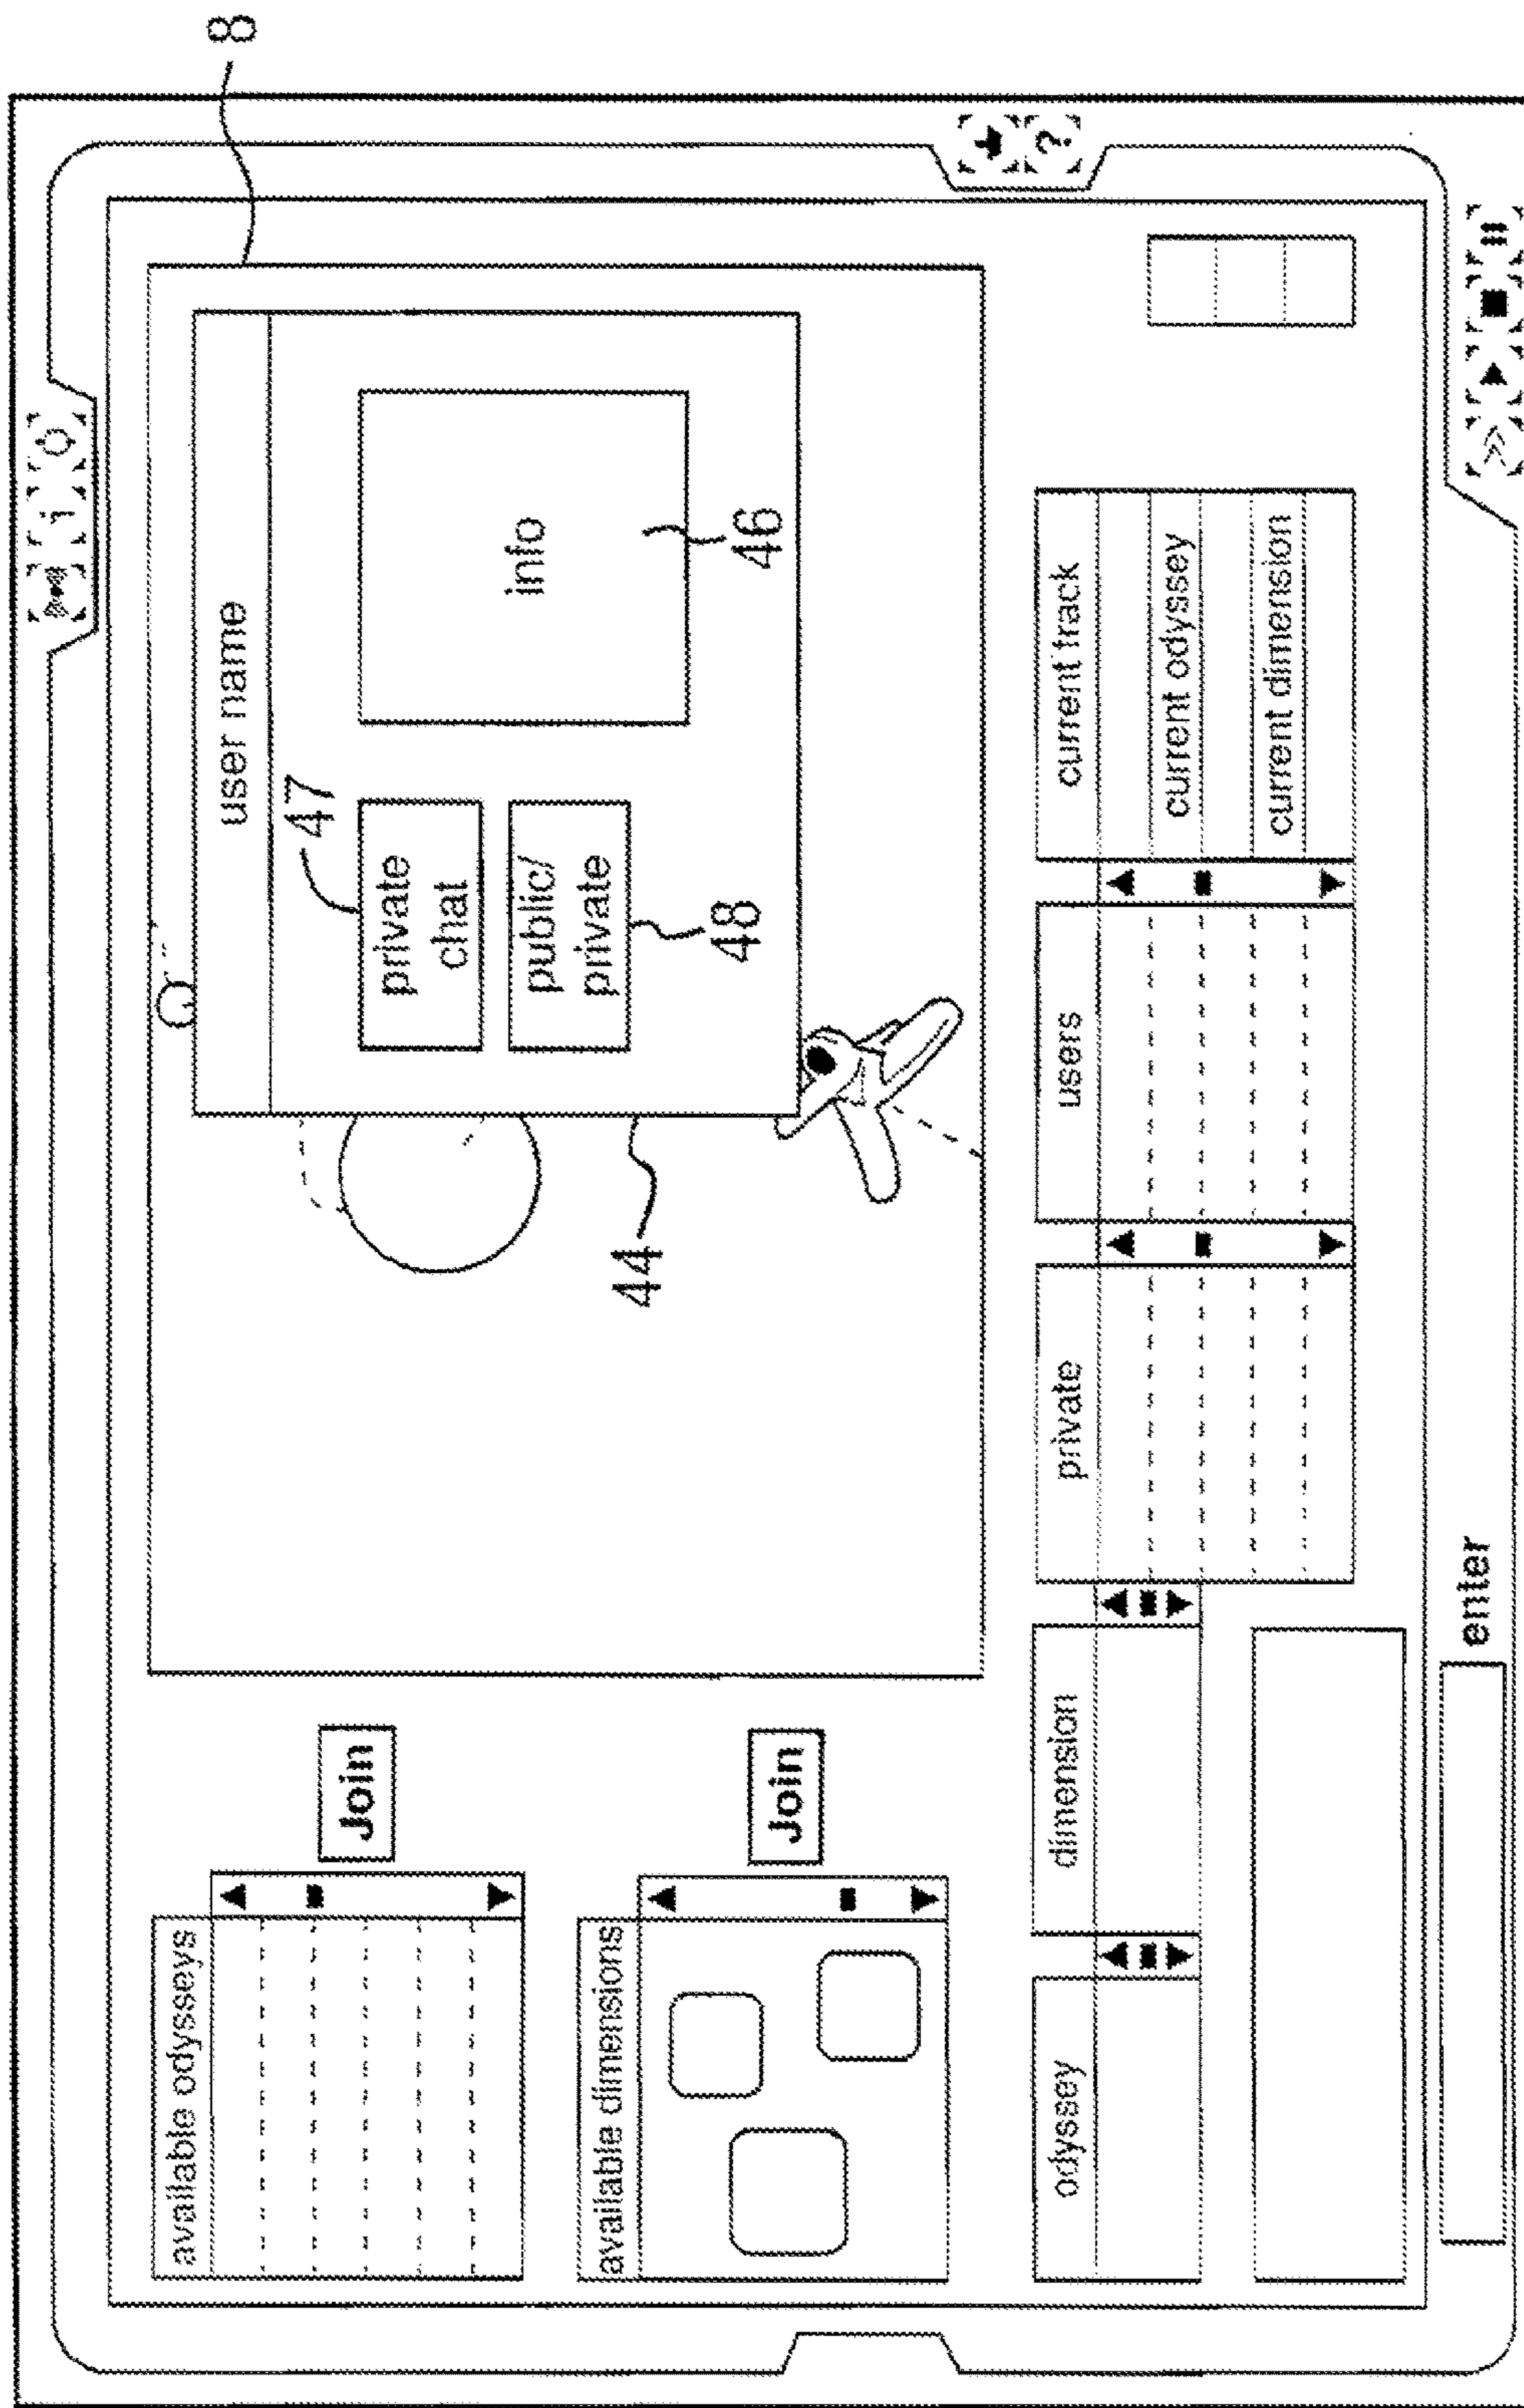 i
8
available odysseys
Join
user name
47
private
chat
public/
private
48
info
46
44
available dimensions
Join
?
odyssey
dimension
private
users
current track
current odyssey
current dimension
enter